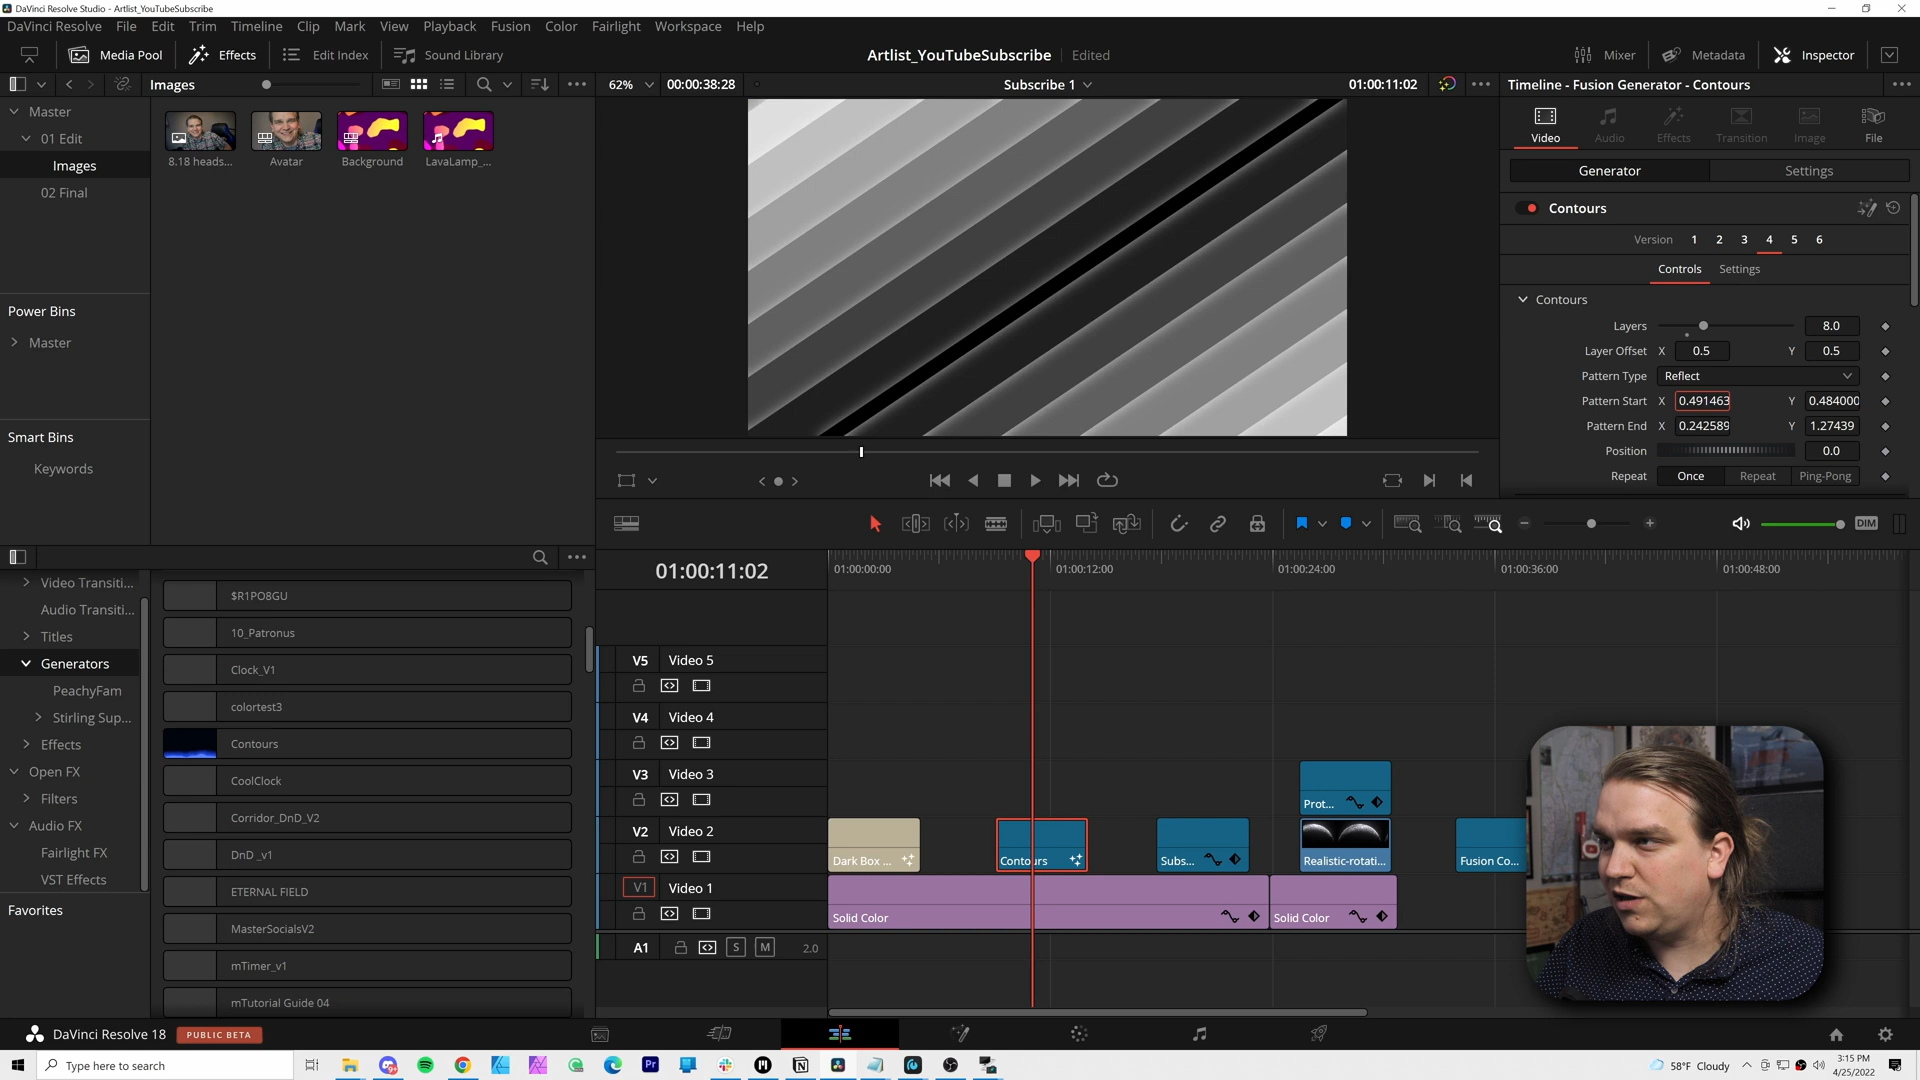 DaVinci Resolve Studio - Artlist_YouTubeSubscribe
DaVinci Resolve File Edit Trim Timeline Clip Mark View Playback Fusion Color Fairlight Workspace Help
Media Pool Effects Edit Index Sound Library Artlist_YouTubeSubscribe Edited Mixer Metadata Inspector
Images 62% 00:00:38:28 Subscribe 1 01:00:11:02 Timeline - Fusion Generator - Contours
Master
01 Edit
Images
02 Final
Power Bins
Master
Smart Bins
Keywords
8.18 heads... Avatar Background LavaLamp_...
Video Audio Effects Transition Image File
Generator Settings
Contours
Version 1 2 3 4 5 6
Controls Settings
Contours
Layers 8.0
Layer Offset X 0.5 Y 0.5
Pattern Type Reflect
Pattern Start X 0.491463 Y 0.484000
Pattern End X 0.242589 Y 1.27439
Position 0.0
Repeat Once Repeat Ping-Pong
DIM
Video Transiti...
Audio Transiti...
Titles
Generators
PeachyFam
Stirling Sup...
Effects
Open FX
Filters
Audio FX
Fairlight FX
VST Effects
Favorites
$R1PO8GU
10_Patronus
Clock_V1
colortest3
Contours
CoolClock
Corridor_DnD_V2
DnD _v1
ETERNAL FIELD
MasterSocialsV2
mTimer_v1
mTutorial Guide 04
01:00:11:02 01:00:00:00 01:00:12:00 01:00:24:00 01:00:36:00 01:00:48:00
V5 Video 5
V4 Video 4
V3 Video 3
Prot...
V2 Video 2
Dark Box ... Contours Subs... Realistic-rotati... Fusion Co...
V1 Video 1
Solid Color Solid Color
A1 S M 2.0
DaVinci Resolve 18 PUBLIC BETA
Type here to search
Pr
58°F Cloudy
3:15 PM
4/25/2022